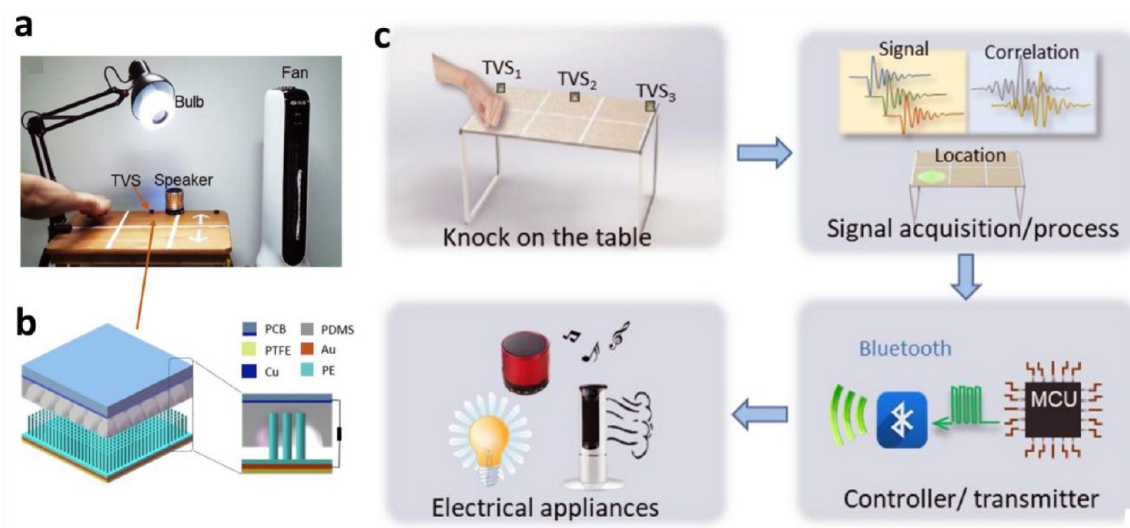 a
Bulb
Fan
TVS
Speaker
b
PCB
PDMS
PTFE
Au
Cu
PE
c
TVS₁
TVS₂
TVS₃
Knock on the table
Signal
Correlation
Location
Signal acquisition/process
Bluetooth
MCU
Controller/ transmitter
Electrical appliances